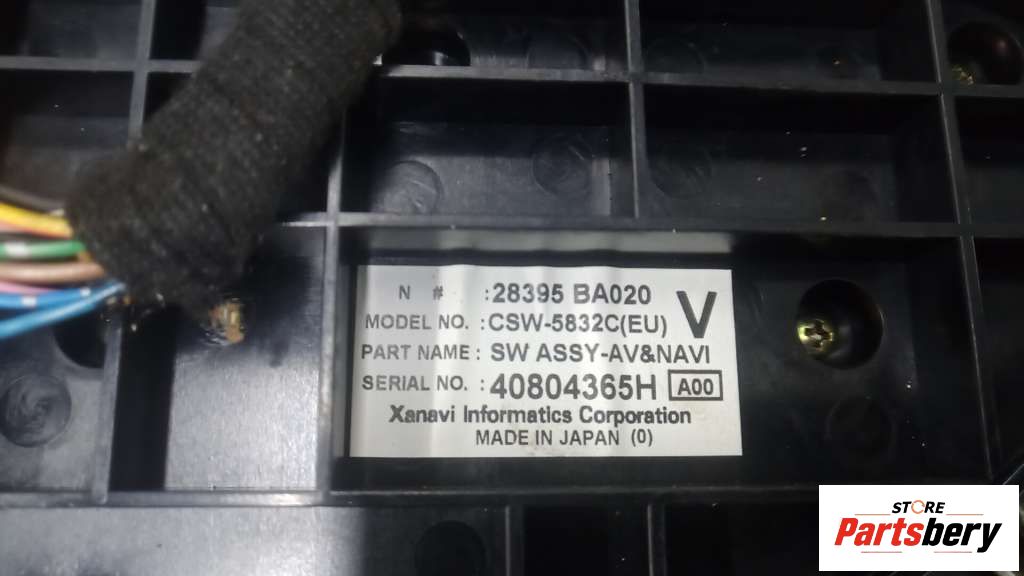 N # : 28395 BA020 V
MODEL NO. : CSW-5832C(EU)
PART NAME : SW ASSY-AV&NAVI
SERIAL NO. : 40804365H A00
Xanavi Informatics Corporation
MADE IN JAPAN (0)
STORE
Partsbery